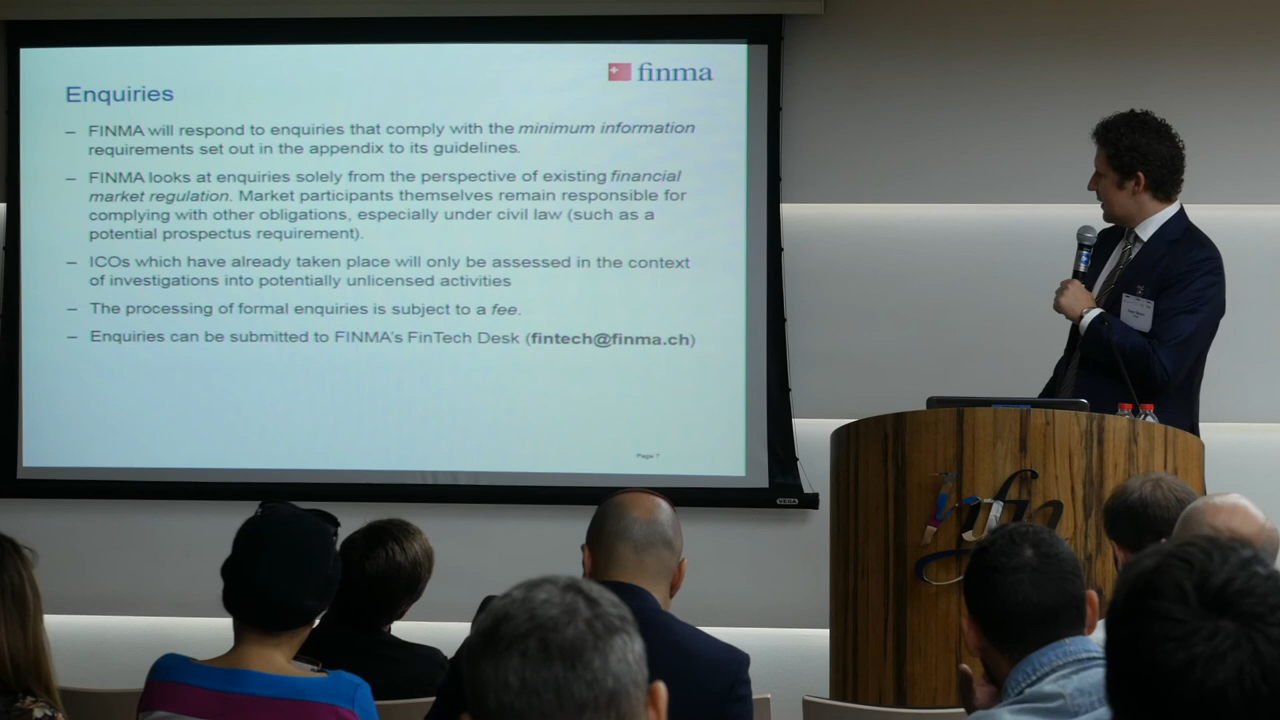 finma
Enquiries
– FINMA will respond to enquiries that comply with the minimum information
requirements set out in the appendix to its guidelines.
– FINMA looks at enquiries solely from the perspective of existing financial
market regulation. Market participants themselves remain responsible for
complying with other obligations, especially under civil law (such as a
potential prospectus requirement).
– ICOs which have already taken place will only be assessed in the context
of investigations into potentially unlicensed activities
– The processing of formal enquiries is subject to a fee.
– Enquiries can be submitted to FINMA's FinTech Desk (fintech@finma.ch)
Page 7
VEGA